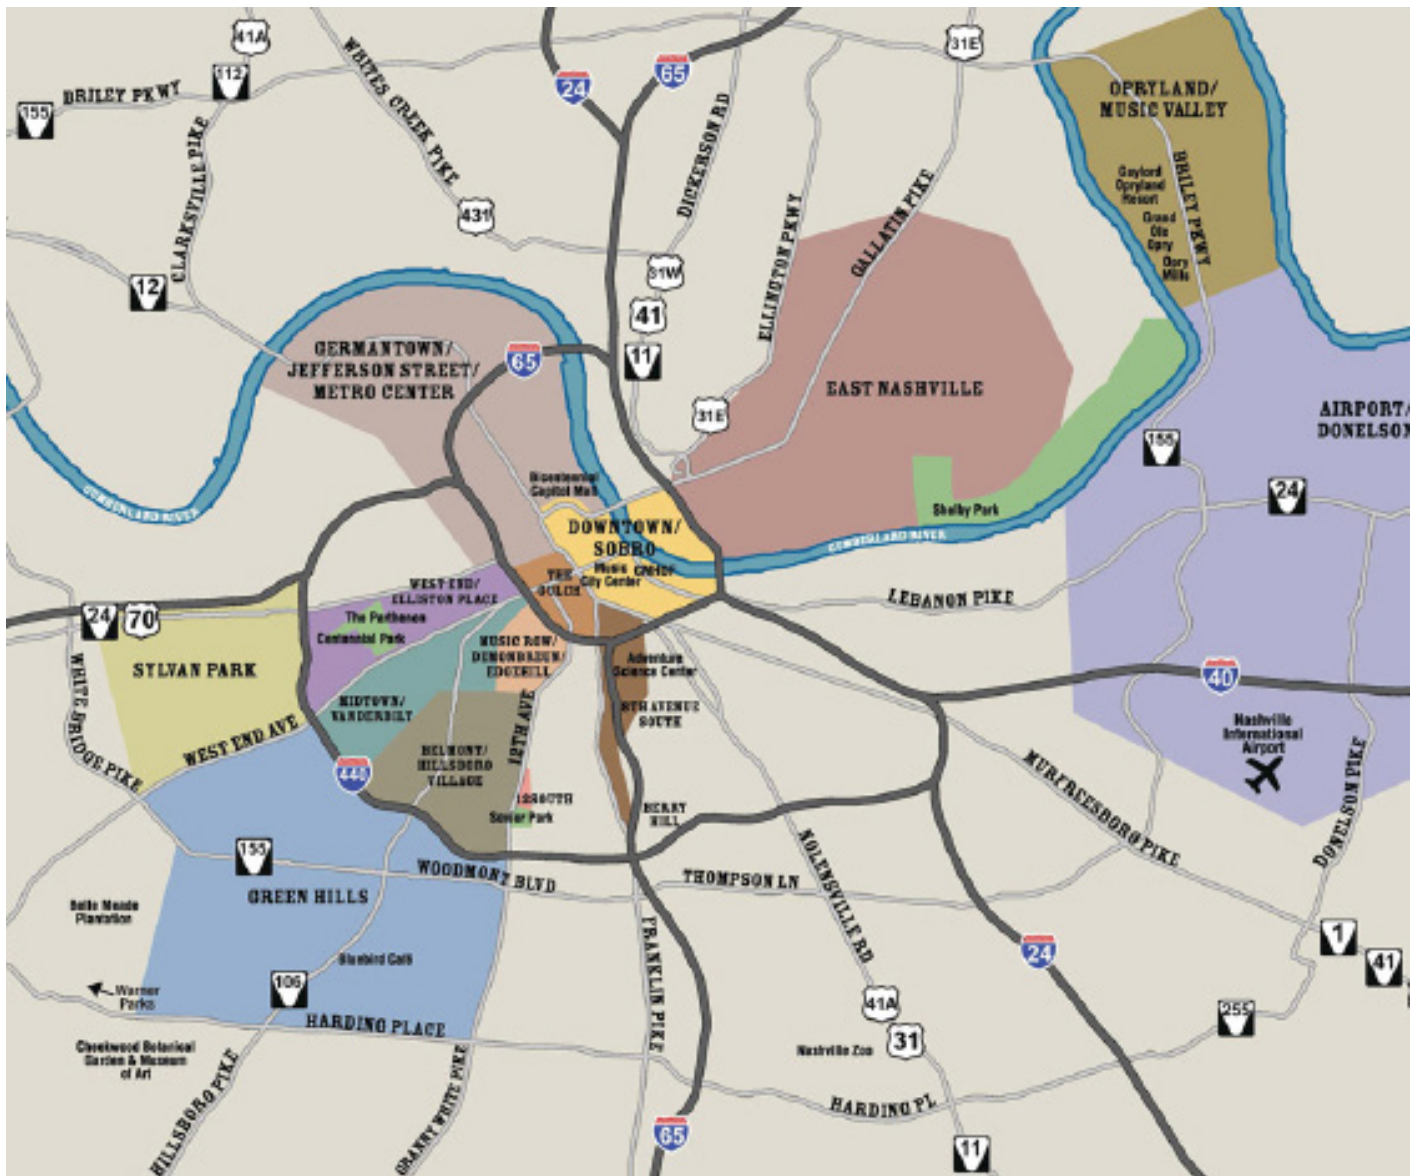 41A
31E
WHITES CREEK PIKE
65
24
112
155
BRILEY PKWY
OPRYLAND/
MUSIC VALLEY
DICKERSON RD
CLARKSVILLE PIKE
Gaylord
Opryland
Resort
BRILEY PKWY
GALLATIN PIKE
431
Grand
Ole
Opry
Opry
Mills
ELLINGTON PKWY
31W
12
41
GERMANTOWN/
JEFFERSON STREET/
METRO CENTER
65
11
EAST NASHVILLE
31E
AIRPORT/
DONELSON
155
Bicentennial
Capitol Mall
24
CUMBERLAND RIVER
Shelby Park
DOWNTOWN/
SOBRO
CUMBERLAND RIVER
Music
City Center
CMHOF
THE
GULCH
WEST END/
ELLISTON PLACE
LEBANON PIKE
24
70
The Parthenon
Centennial Park
MUSIC ROW/
DEMONBREUN/
EDGEHILL
Adventure
Science Center
SYLVAN PARK
40
MIDTOWN/
VANDERBILT
8TH AVENUE
SOUTH
12TH AVE
WEST END AVE
WHITE BRIDGE PIKE
Nashville
International
Airport
BELMONT/
HILLSBORO
VILLAGE
440
12SOUTH
Sevier Park
BERRY
HILL
MURFREESBORO PIKE
DONELSON PIKE
155
WOODMONT BLVD
THOMPSON LN
NOLENSVILLE RD
GREEN HILLS
Belle Meade
Plantation
FRANKLIN PIKE
1
24
41
Bluebird Café
106
Warner
Parks
HARDING PLACE
41A
31
255
Cheekwood Botanical
Garden & Museum
of Art
Nashville Zoo
HILLSBORO PIKE
GRANNY WHITE PIKE
HARDING PL
65
11